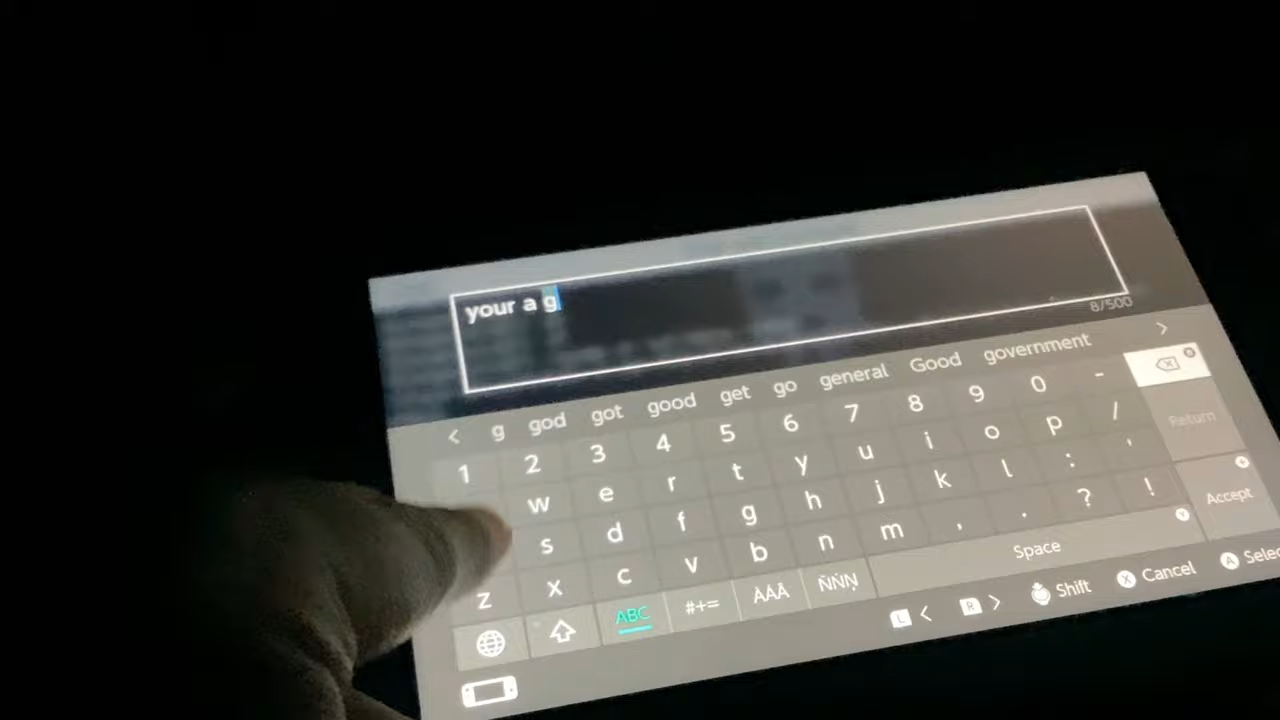 your a g
8/500
< g god got good get go general Good government >
1 2 3 4 5 6 7 8 9 0 -
w e r t y u i o p /
s d f g h j k l : '
z x c v b n m , . ? !
Return
Accept
ABC #+= ÀÁÂ ÑŃŅ Space
L < R > Shift X Cancel A Selec